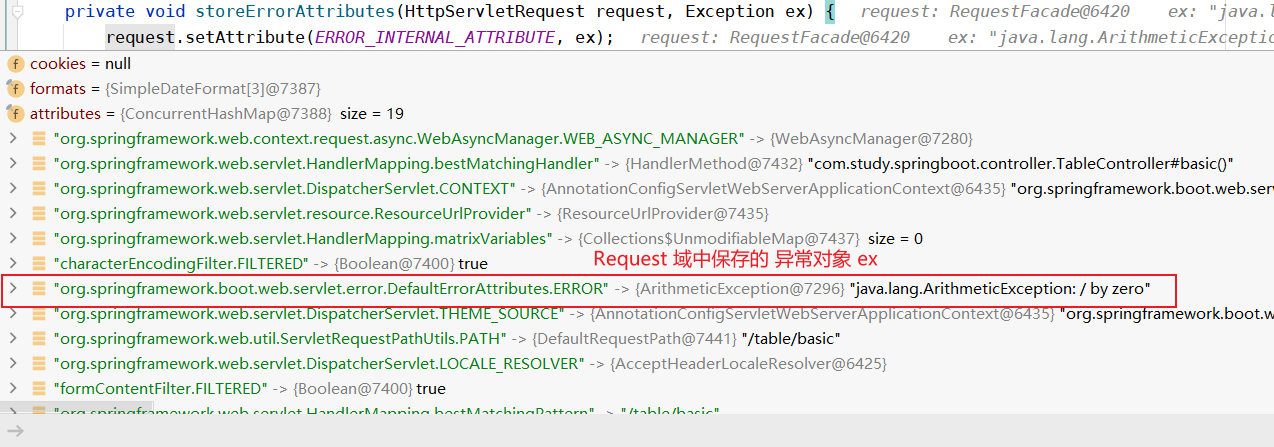 private void storeErrorAttributes(HttpServletRequest request, Exception ex) { request: RequestFacade@6420 ex: "java.l
request.setAttribute(ERROR_INTERNAL_ATTRIBUTE, ex); request: RequestFacade@6420 ex: "java.lang.ArithmeticExceptio
f cookies = null
f formats = {SimpleDateFormat[3]@7387}
f attributes = {ConcurrentHashMap@7388} size = 19
"org.springframework.web.context.request.async.WebAsyncManager.WEB_ASYNC_MANAGER" -> {WebAsyncManager@7280}
"org.springframework.web.servlet.HandlerMapping.bestMatchingHandler" -> {HandlerMethod@7432} "com.study.springboot.controller.TableController#basic()"
"org.springframework.web.servlet.DispatcherServlet.CONTEXT" -> {AnnotationConfigServletWebServerApplicationContext@6435} "org.springframework.boot.web.serv
"org.springframework.web.servlet.resource.ResourceUrlProvider" -> {ResourceUrlProvider@7435}
"org.springframework.web.servlet.HandlerMapping.matrixVariables" -> {Collections$UnmodifiableMap@7437} size = 0
"characterEncodingFilter.FILTERED" -> {Boolean@7400} true
Request 域中保存的 异常对象 ex
"org.springframework.boot.web.servlet.error.DefaultErrorAttributes.ERROR" -> {ArithmeticException@7296} "java.lang.ArithmeticException: / by zero"
"org.springframework.web.servlet.DispatcherServlet.THEME_SOURCE" -> {AnnotationConfigServletWebServerApplicationContext@6435} "org.springframework.boot.w
"org.springframework.web.util.ServletRequestPathUtils.PATH" -> {DefaultRequestPath@7441} "/table/basic"
"org.springframework.web.servlet.DispatcherServlet.LOCALE_RESOLVER" -> {AcceptHeaderLocaleResolver@6425}
"formContentFilter.FILTERED" -> {Boolean@7400} true
"org.springframework.web.servlet.HandlerMapping.bestMatchingPattern" -> "/table/basic"